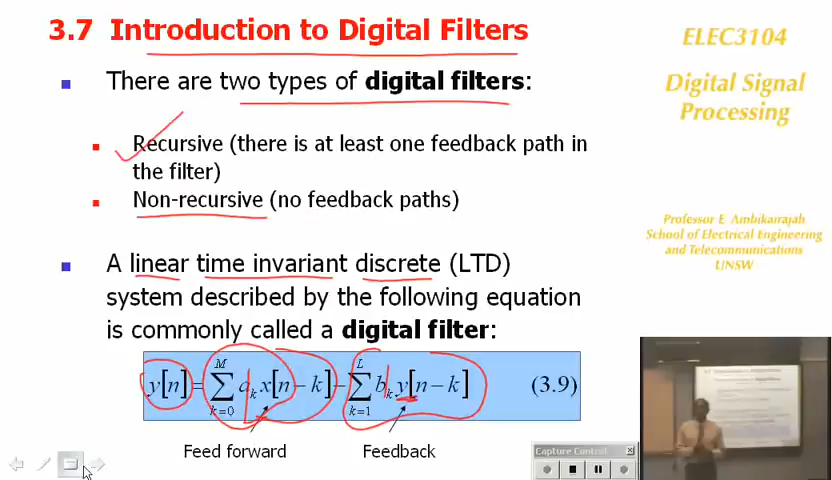 3.7 Introduction to Digital Filters
There are two types of digital filters:
Recursive (there is at least one feedback path in
the filter)
Non-recursive (no feedback paths)
A linear time invariant discrete (LTD)
system described by the following equation
is commonly called a digital filter:
y[n] = ∑_{k=0}^{M} a_k x[n−k] − ∑_{k=1}^{L} b_k y[n−k] (3.9)
Feed forward Feedback
ELEC3104
Digital Signal
Processing
Professor E Ambikairajah
School of Electrical Engineering
and Telecommunications
UNSW
Capture Control